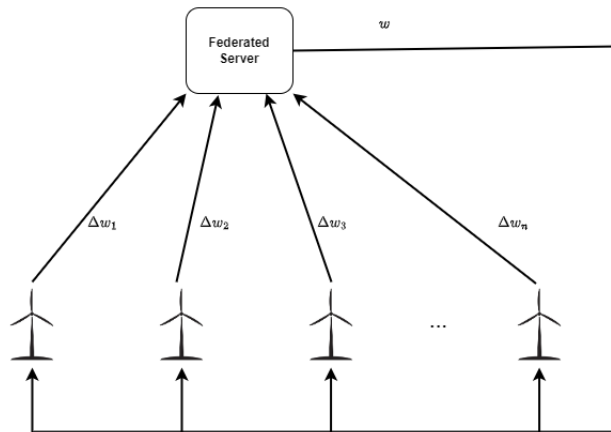 w
Federated
Server
Δw₁
Δw₂
Δw₃
Δwₙ
...